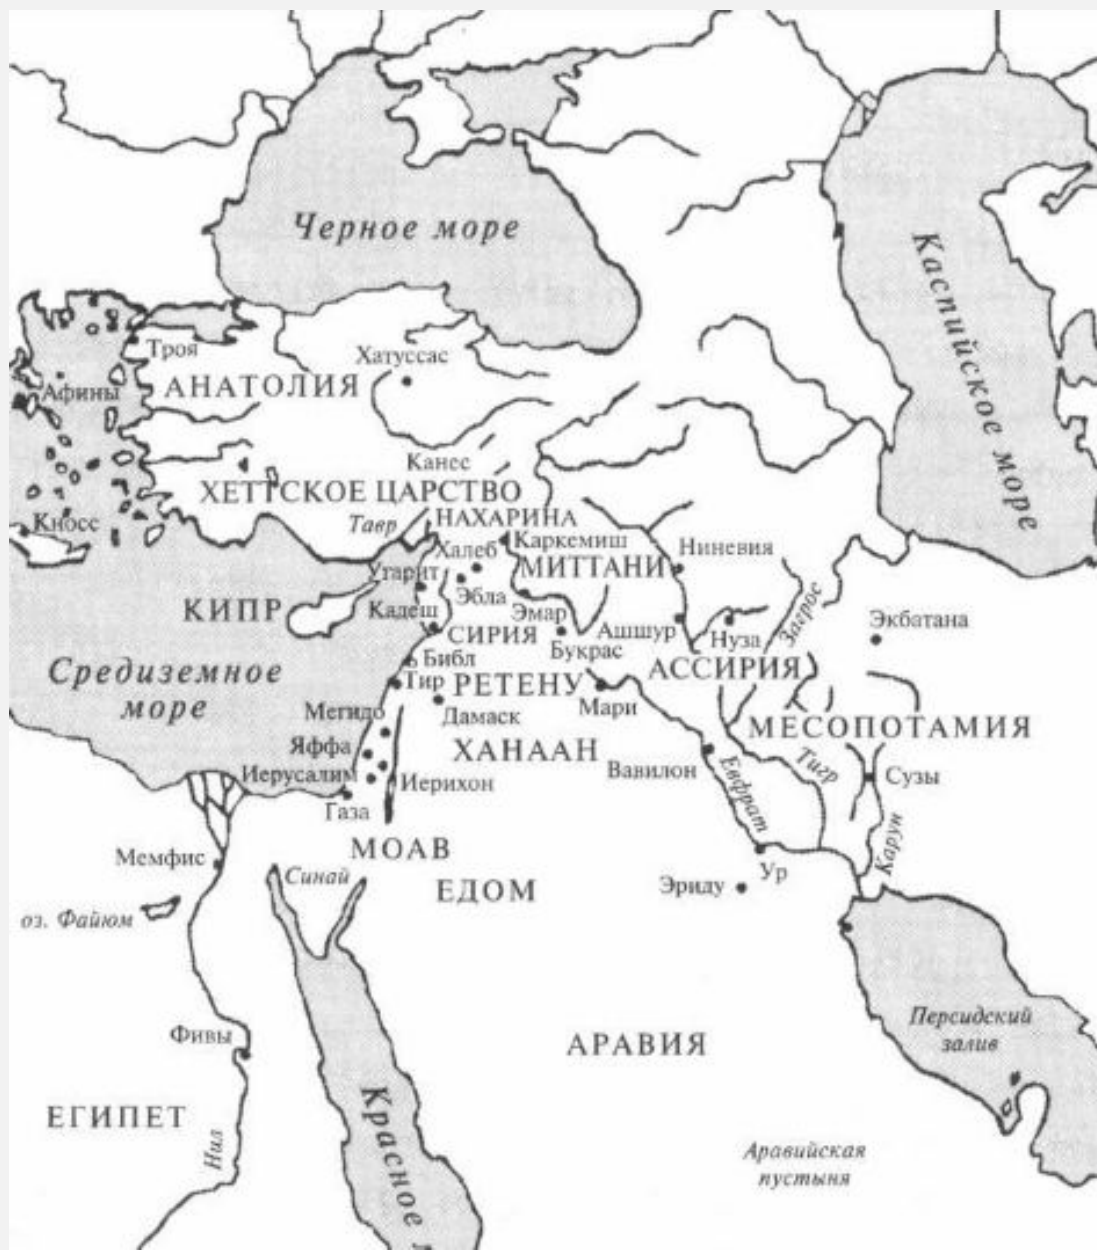 Черное море
Каспийское море
Троя
Хатуссас
Афины
АНАТОЛИЯ
Канес
ХЕТТСКОЕ ЦАРСТВО
Кносс
Тавр
НАХАРИНА
Каркемиш
Халеб
Ниневия
МИТТАНИ
Угарит
Эбла
Загрос
КИПР
Кадеш
Эмар
Ашшур
Нуза
Экбатана
СИРИЯ
Букрас
Библ
АССИРИЯ
Средиземное
море
Тир
РЕТЕНУ
Мари
Мегидо
Дамаск
МЕСОПОТАМИЯ
Яффа
ХАНААН
Вавилон
Евфрат
Тигр
Сузы
Иерусалим
Иерихон
Газа
Карун
МОАВ
Мемфис
Синай
ЕДОМ
Эриду
Ур
оз. Файюм
Персидский
залив
Фивы
АРАВИЯ
ЕГИПЕТ
Нил
Красное
Аравийская
пустыня